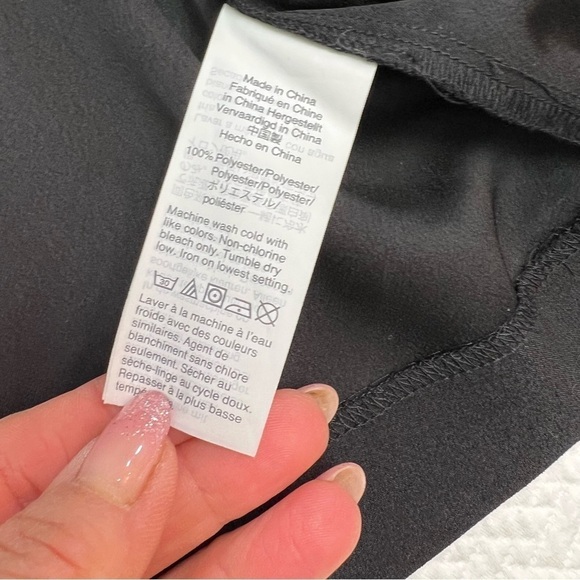 Made in China
Fabriqué en Chine
in China Hergestellt
Vervaardigd in China
中国製
Hecho en China
100% Polyester/Polyester/
Polyester/Polyester/
ポリエステル/
poliéster
Machine wash cold with
like colors. Non-chlorine
bleach only. Tumble dry
low. Iron on lowest setting.
30
Laver à la machine à l'eau
froide avec des couleurs
similaires. Agent de
blanchiment sans chlore
seulement. Sécher au
sèche-linge au cycle doux.
Repasser à la plus basse